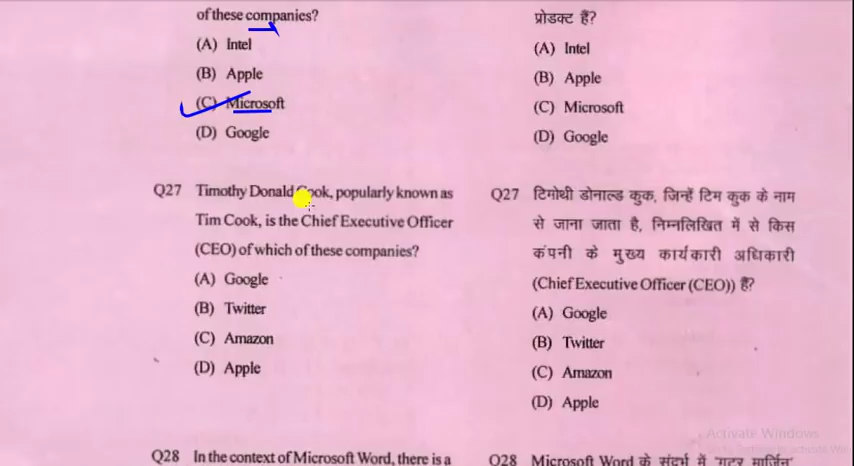 of these companies?
(A) Intel
(B) Apple
(C) Microsoft
(D) Google
Q27 Timothy Donald Cook, popularly known as
Tim Cook, is the Chief Executive Officer
(CEO) of which of these companies?
(A) Google
(B) Twitter
(C) Amazon
(D) Apple
Q28 In the context of Microsoft Word, there is a
प्रोडक्ट हैं?
(A) Intel
(B) Apple
(C) Microsoft
(D) Google
Q27 टिमोथी डोनाल्ड कुक, जिन्हें टिम कुक के नाम
से जाना जाता है, निम्नलिखित में से किस
कंपनी के मुख्य कार्यकारी अधिकारी
(Chief Executive Officer (CEO)) हैं?
(A) Google
(B) Twitter
(C) Amazon
(D) Apple
Q28 Microsoft Word के संदर्भ में 'गटर मार्जिन'
Activate Windows